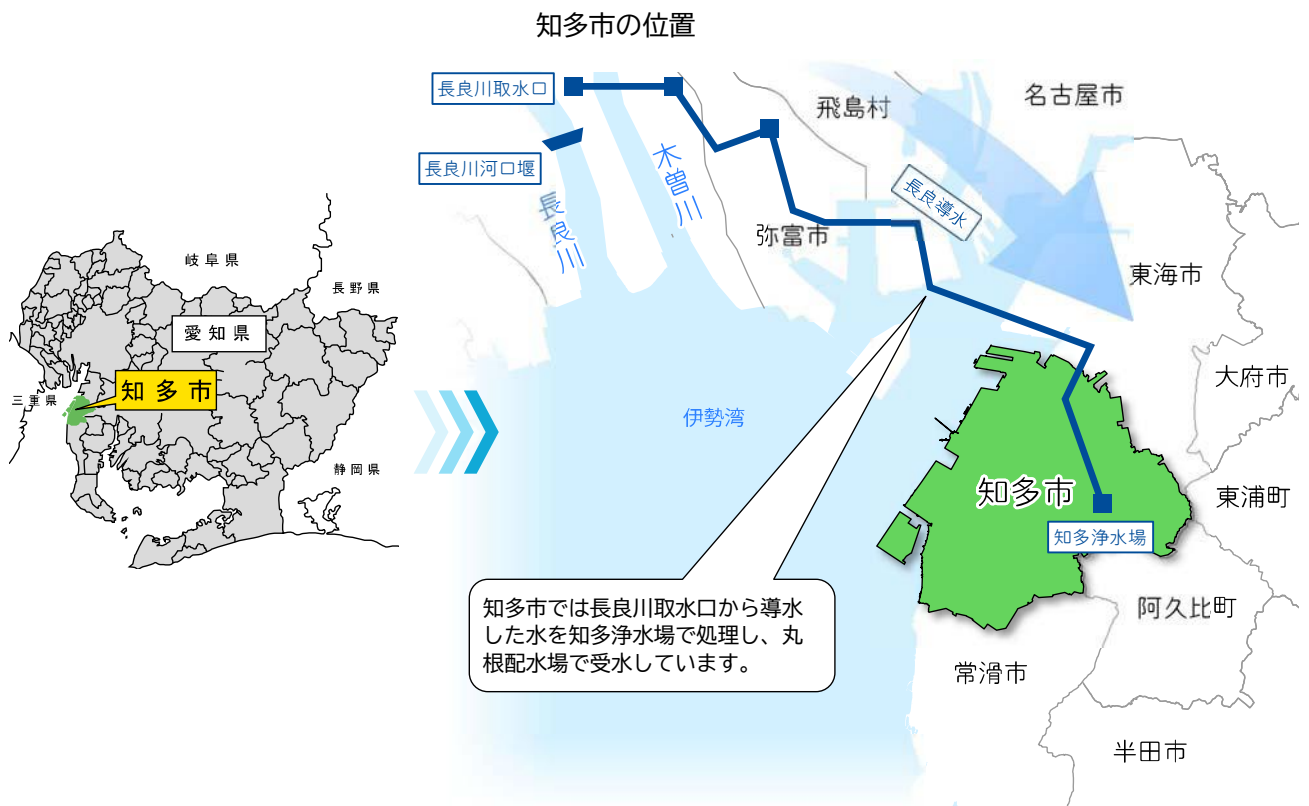 知多市の位置
岐阜県
長野県
愛知県
知多市
三重県
静岡県
長良川取水口
長良川河口堰
長良川
木曽川
飛島村
名古屋市
長良導水
弥富市
東海市
大府市
伊勢湾
知多市
東浦町
知多浄水場
阿久比町
常滑市
半田市
知多市では長良川取水口から導水
した水を知多浄水場で処理し、丸
根配水場で受水しています。